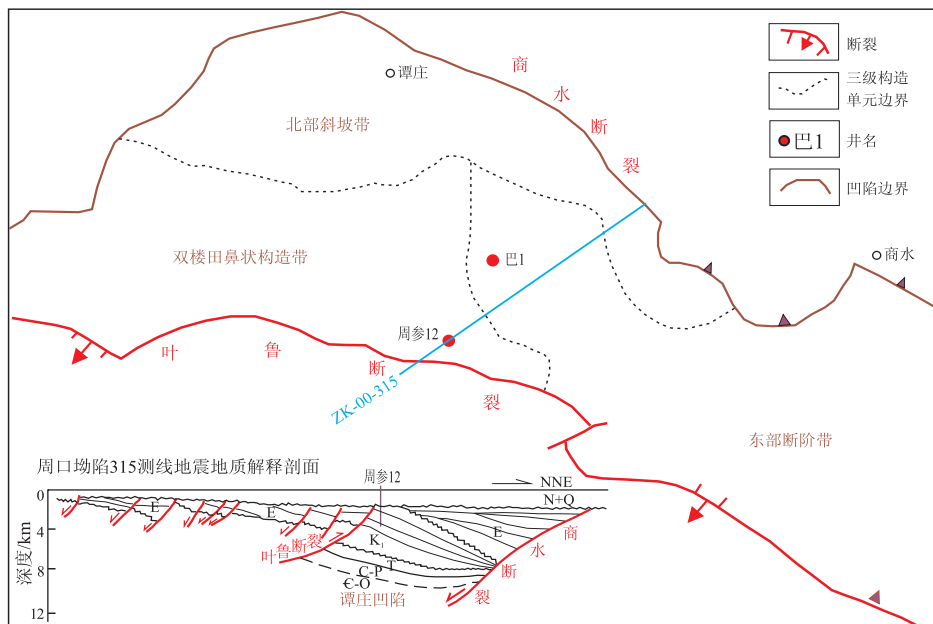 谭庄
商水断裂
北部斜坡带
双楼田鼻状构造带
巴1
周参12
叶鲁断裂
ZK-00-315
商水
东部断阶带
断裂
三级构造
单元边界
巴1 井名
凹陷边界
周口坳陷315测线地震地质解释剖面
周参12
NNE
N+Q
0
4
8
12
深度/km
E
E
E
K₁
T
C-P
Є-O
叶鲁断裂
商水断裂
谭庄凹陷